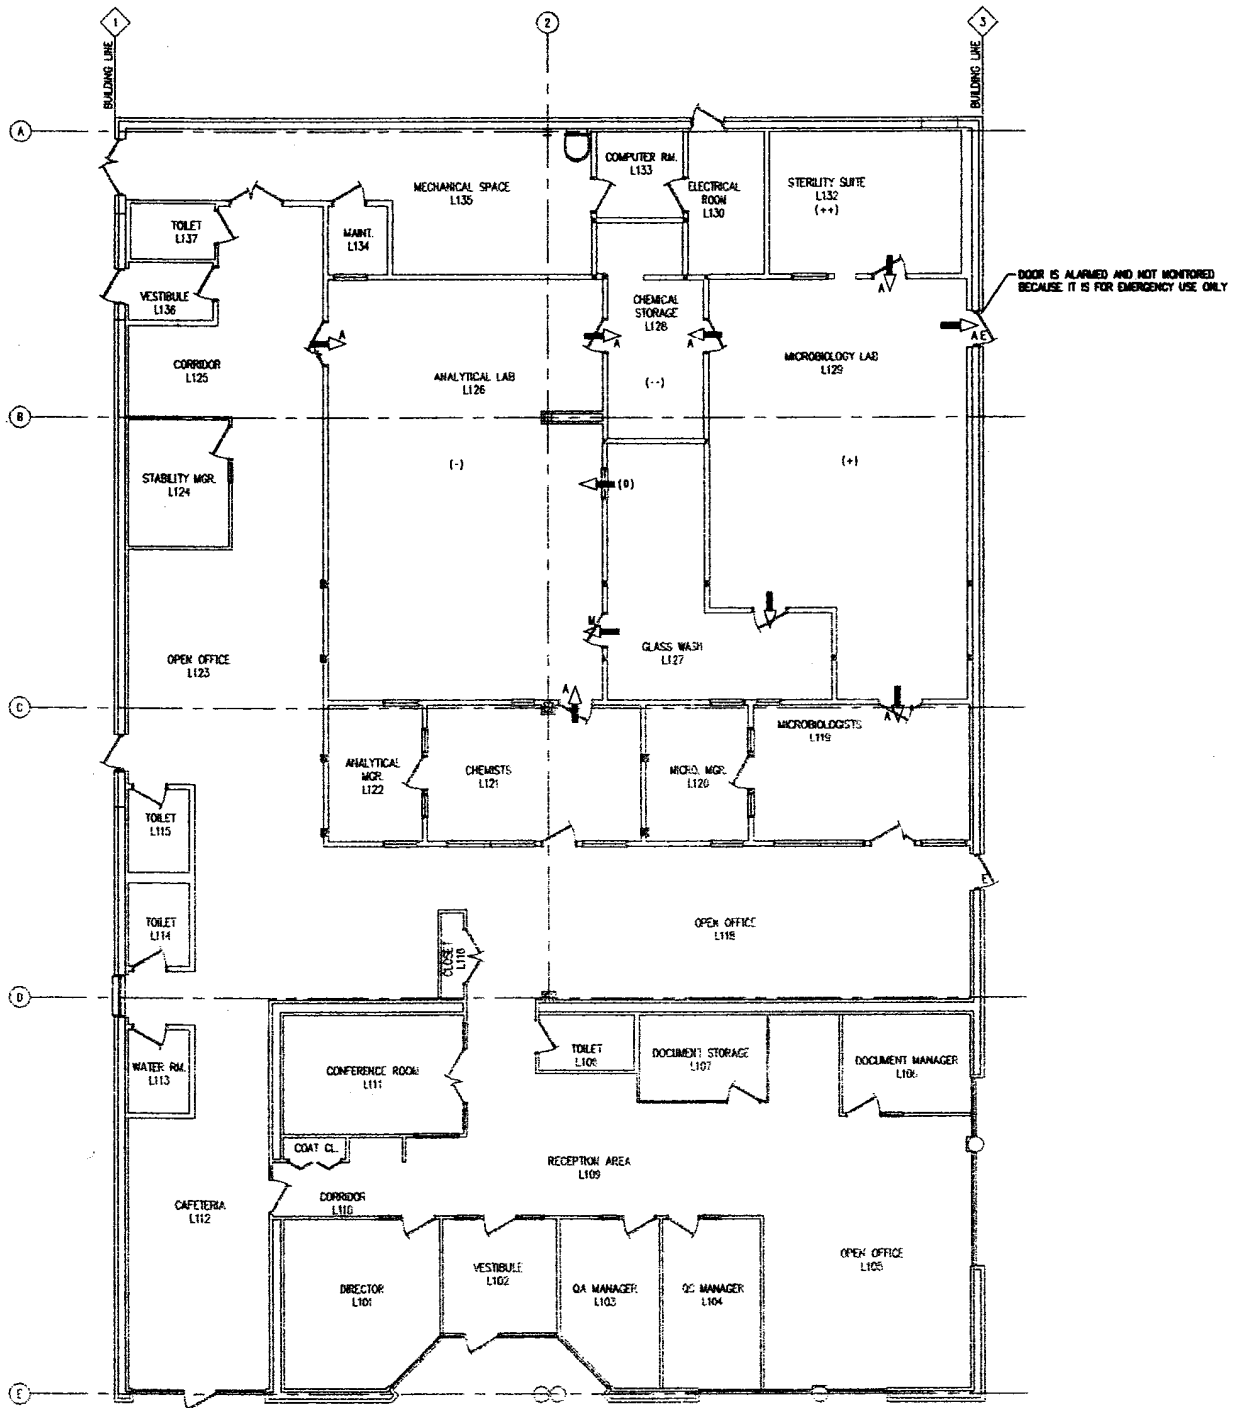 1
2
3
BUILDING LINE
BUILDING LINE
A
COMPUTER RM.
L133
MECHANICAL SPACE
L135
ELECTRICAL
ROOM
L130
STERILITY SUITE
L132
(++)
TOILET
L137
MAINT.
L134
A
DOOR IS ALARMED AND NOT MONITORED
BECAUSE IT IS FOR EMERGENCY USE ONLY
VESTIBULE
L136
CHEMICAL
STORAGE
L128
A
A
A
A E
CORRIDOR
L125
ANALYTICAL LAB
L126
MICROBIOLOGY LAB
L129
(--)
B
(-)
(+)
STABILITY MGR.
L124
(D)
M
GLASS WASH
L127
OPEN OFFICE
L123
A
C
A
MICROBIOLOGISTS
L119
ANALYTICAL
MGR.
L122
CHEMISTS
L121
MICRO. MGR.
L120
TOILET
L115
E
TOILET
L114
OPEN OFFICE
L118
CLOSET
L116
D
WATER RM.
L113
CONFERENCE ROOM
L111
TOILET
L108
DOCUMENT STORAGE
L107
DOCUMENT MANAGER
L106
COAT CL.
RECEPTION AREA
L109
CAFETERIA
L112
CORRIDOR
L110
OPEN OFFICE
L105
DIRECTOR
L101
VESTIBULE
L102
QA MANAGER
L103
QC MANAGER
L104
E